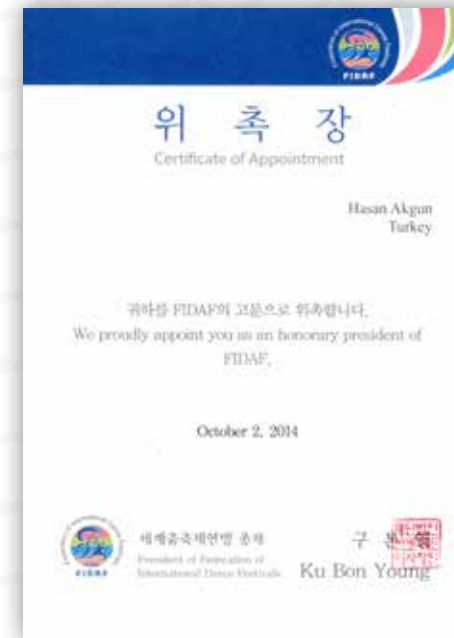 FIDAF
위 촉 장
Certificate of Appointment
Hasan Akgun
Turkey
귀하를 FIDAF의 고문으로 위촉합니다.
We proudly appoint you as an honorary president of
FIDAF,
October 2, 2014
세계춤축제연맹 총재
구 본 영
President of Federation of
International Dance Festivals
Ku Bon Young
FIDAF